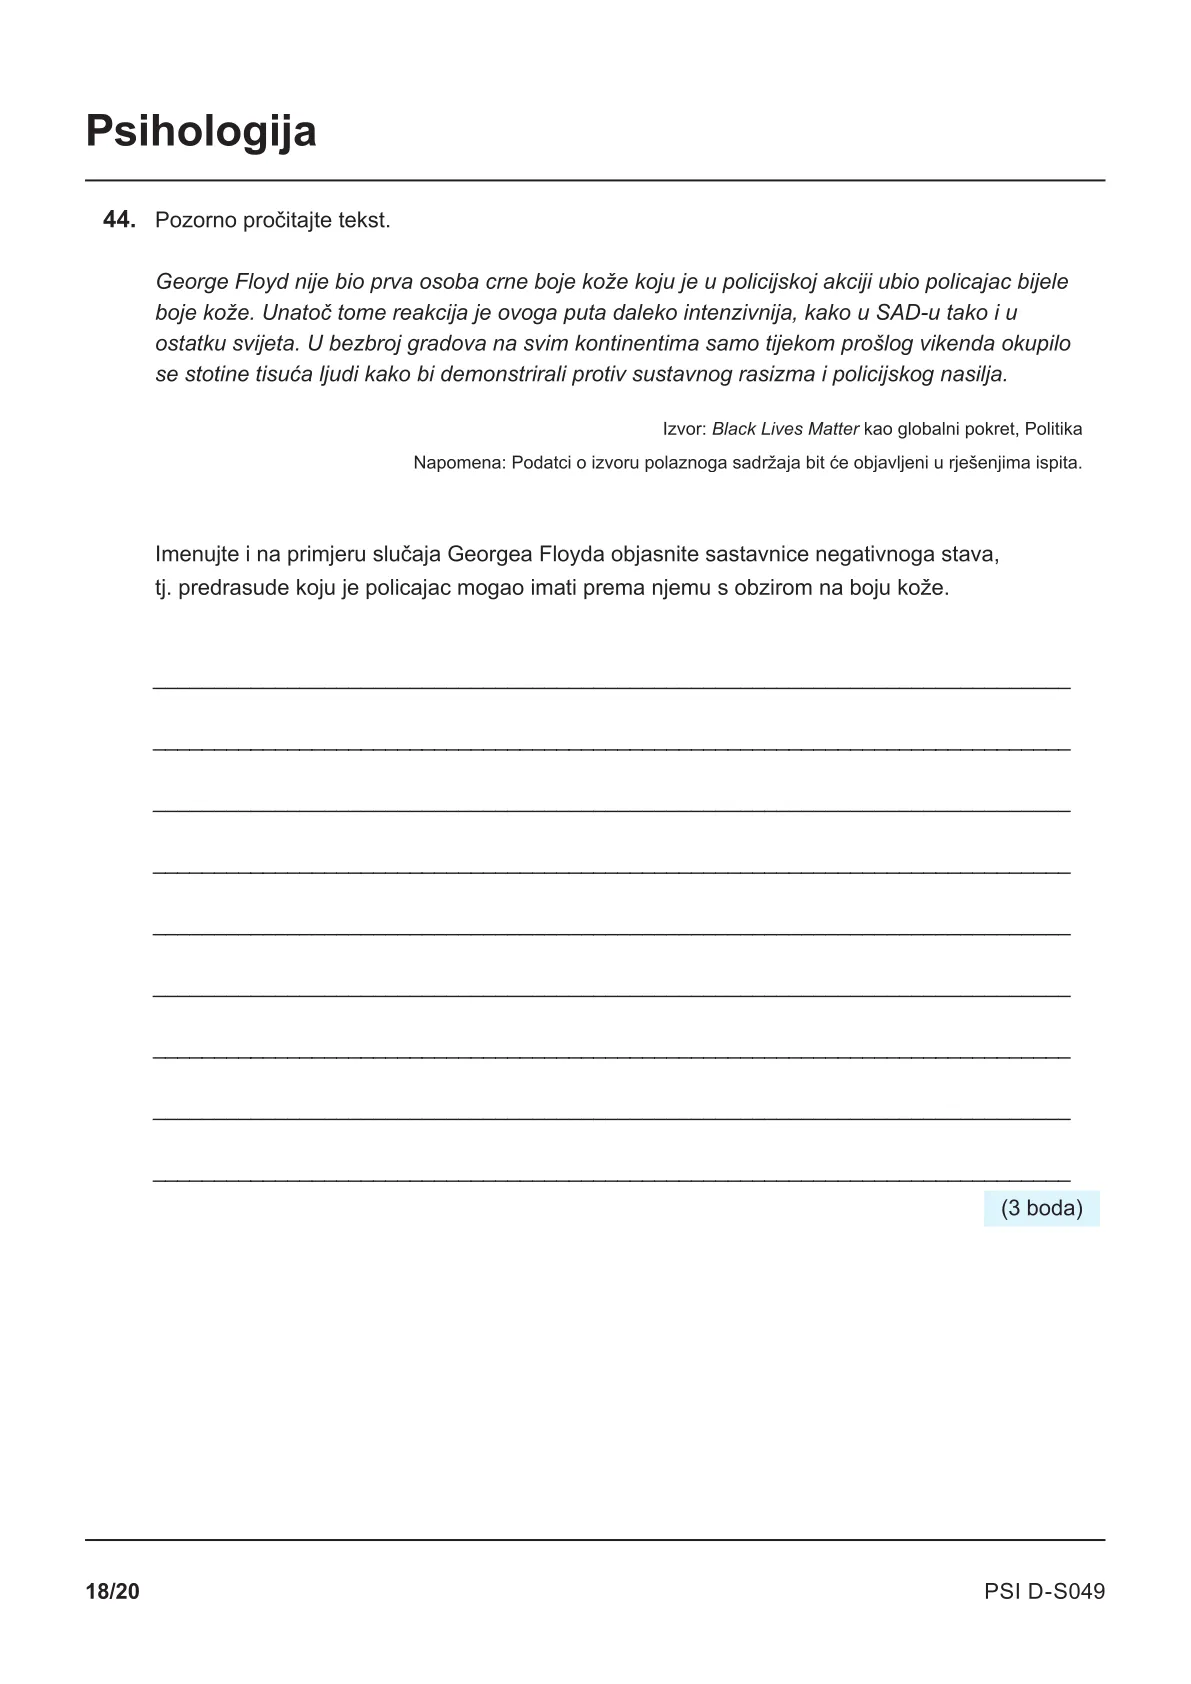 Psihologija
44. Pozorno pročitajte tekst.
George Floyd nije bio prva osoba crne boje kože koju je u policijskoj akciji ubio policajac bijele
boje kože. Unatoč tome reakcija je ovoga puta daleko intenzivnija, kako u SAD-u tako i u
ostatku svijeta. U bezbroj gradova na svim kontinentima samo tijekom prošlog vikenda okupilo
se stotine tisuća ljudi kako bi demonstrirali protiv sustavnog rasizma i policijskog nasilja.
Izvor: Black Lives Matter kao globalni pokret, Politika
Napomena: Podatci o izvoru polaznoga sadržaja bit će objavljeni u rješenjima ispita.
Imenujte i na primjeru slučaja Georgea Floyda objasnite sastavnice negativnoga stava,
tj. predrasude koju je policajac mogao imati prema njemu s obzirom na boju kože.
(3 boda)
18/20
PSI D-S049